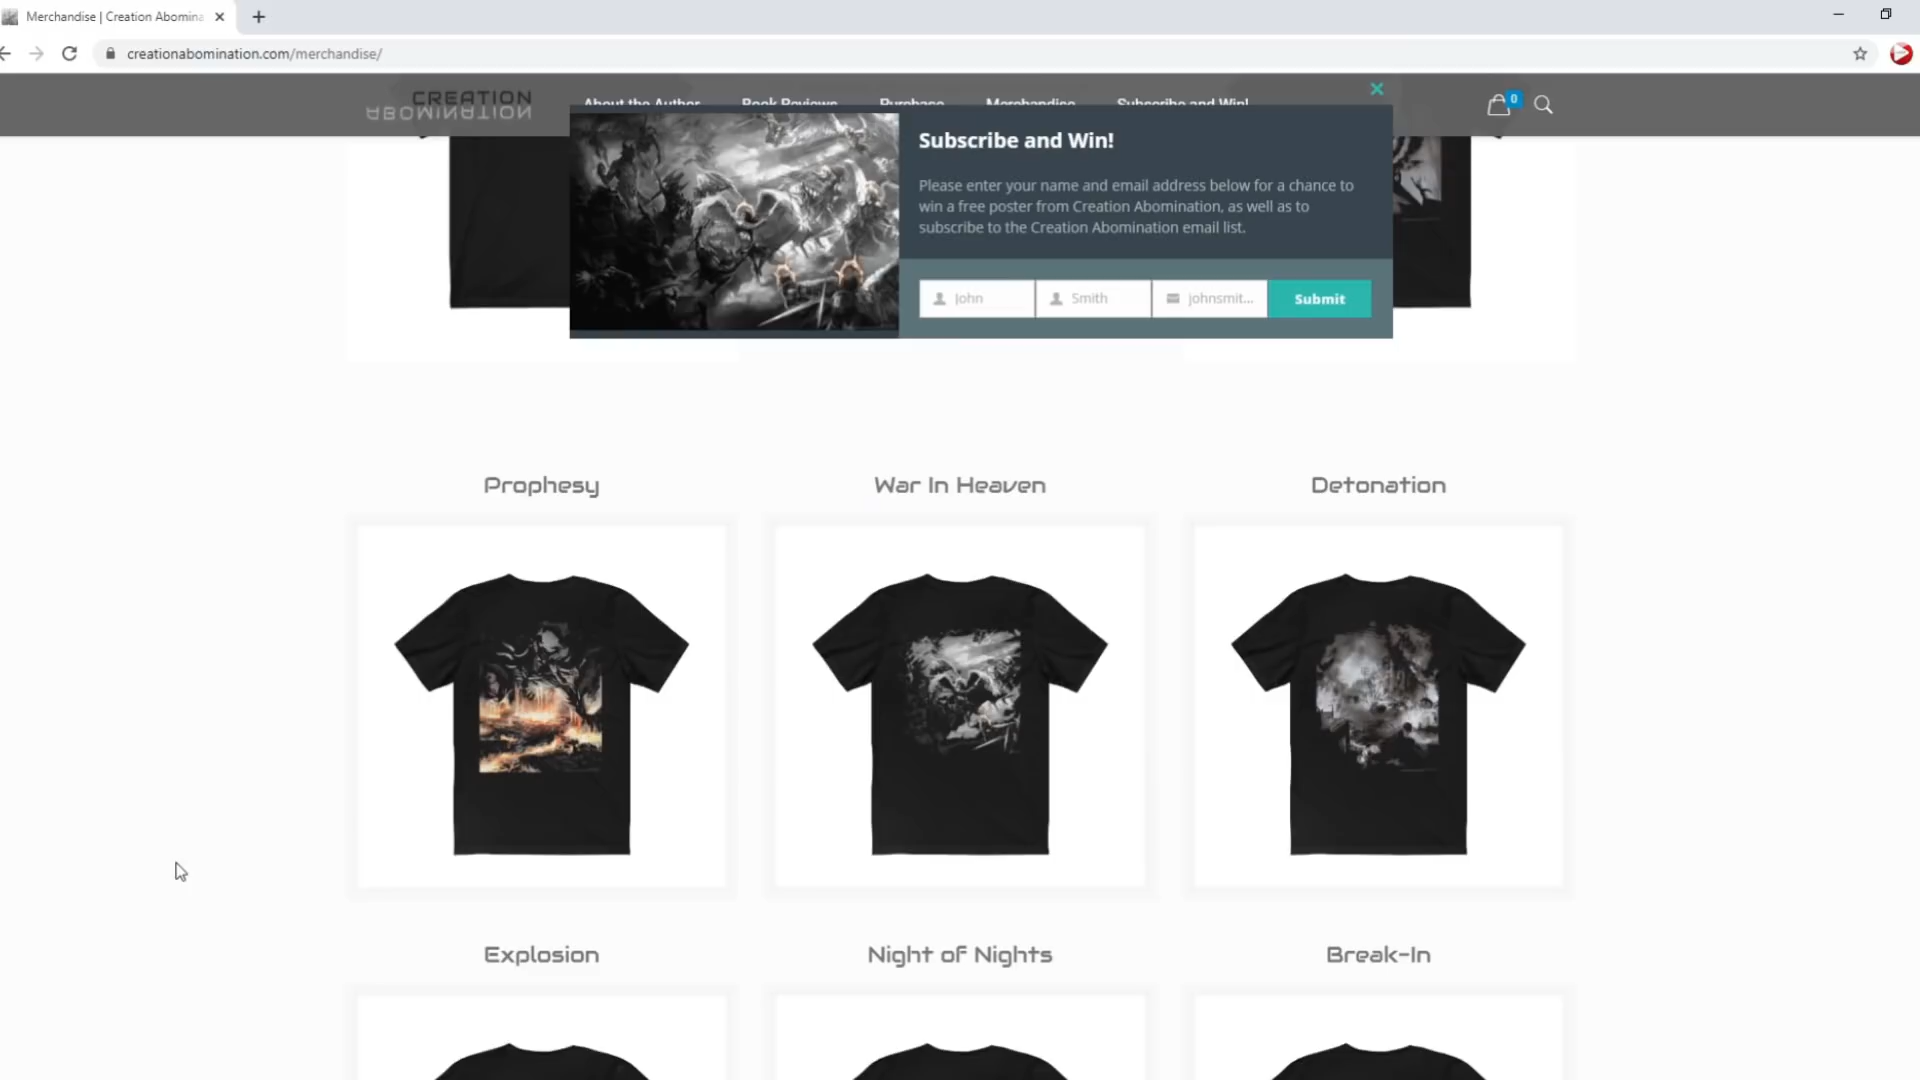 Merchandise | Creation Abomina
creationabomination.com/merchandise/
CREATION
ABOMINATION
About the Author
Book Reviews
Purchase
Merchandise
Subscribe and Win!
0
Subscribe and Win!
Please enter your name and email address below for a chance to
win a free poster from Creation Abomination, as well as to
subscribe to the Creation Abomination email list.
John
Smith
johnsmit...
Submit
Prophesy
War In Heaven
Detonation
Explosion
Night of Nights
Break-In